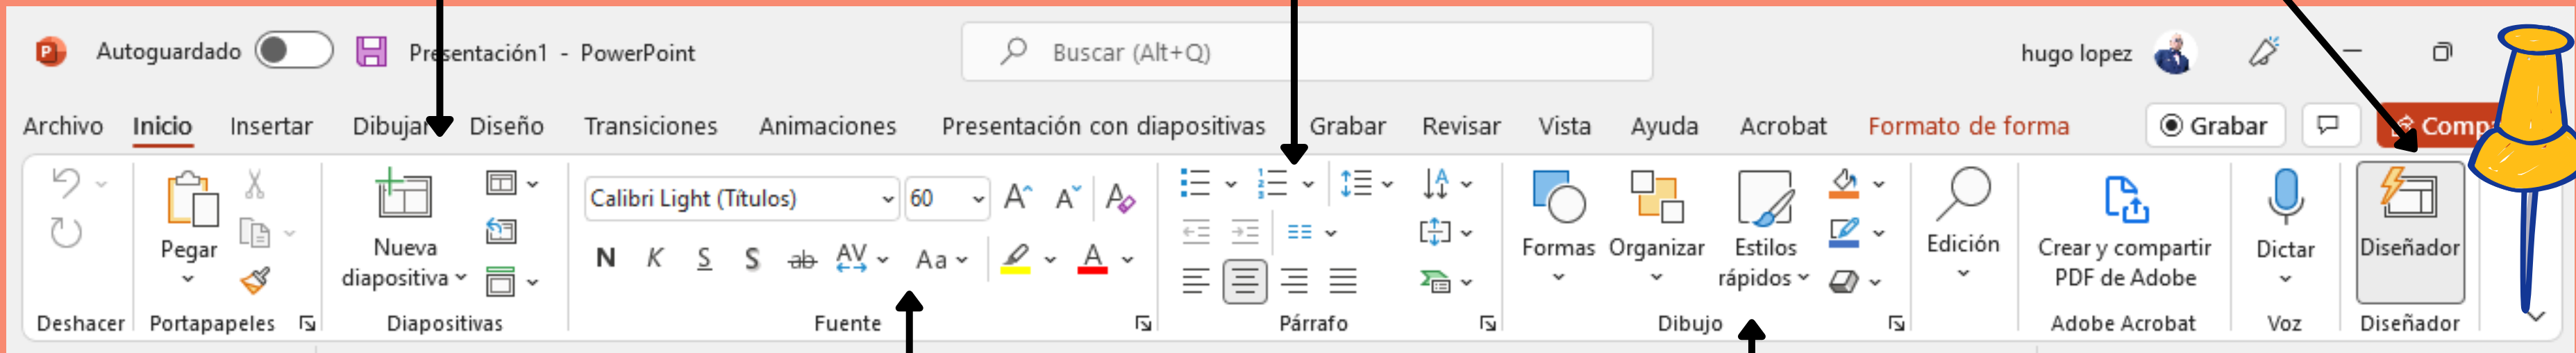 Autoguardado Presentación1 - PowerPoint Buscar (Alt+Q) hugo lopez
Archivo Inicio Insertar Dibujar Diseño Transiciones Animaciones Presentación con diapositivas Grabar Revisar Vista Ayuda Acrobat Formato de forma Grabar Comp
Calibri Light (Títulos) 60 A A A
Pegar Nueva diapositiva N K S S ab AV Aa A Formas Organizar Estilos rápidos Edición Crear y compartir PDF de Adobe Dictar Diseñador
Deshacer Portapapeles Diapositivas Fuente Párrafo Dibujo Adobe Acrobat Voz Diseñador